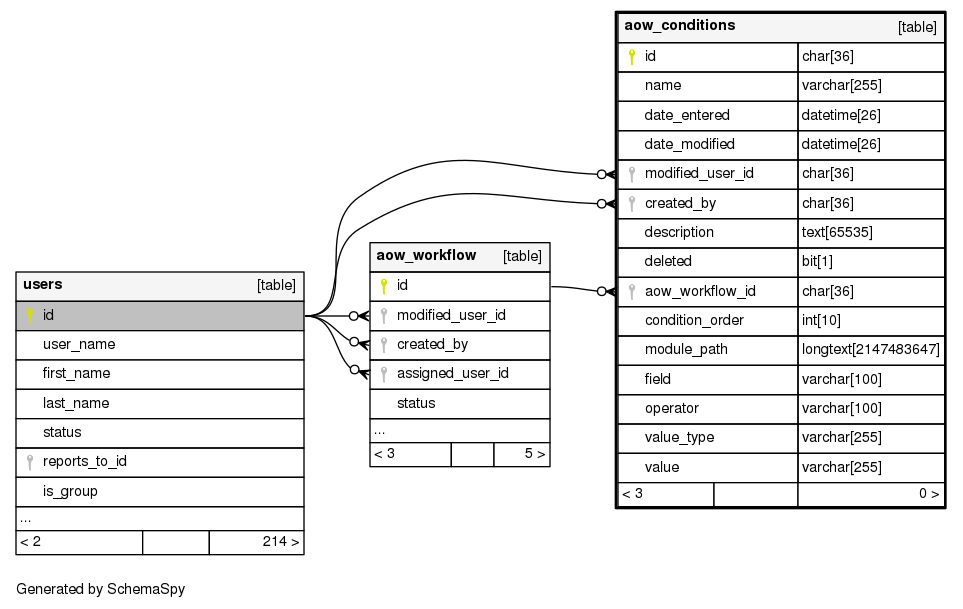 users [table]
id
user_name
first_name
last_name
status
reports_to_id
is_group
...
< 2 214 >
aow_workflow [table]
id
modified_user_id
created_by
assigned_user_id
status
...
< 3 5 >
aow_conditions [table]
id char[36]
name varchar[255]
date_entered datetime[26]
date_modified datetime[26]
modified_user_id char[36]
created_by char[36]
description text[65535]
deleted bit[1]
aow_workflow_id char[36]
condition_order int[10]
module_path longtext[2147483647]
field varchar[100]
operator varchar[100]
value_type varchar[255]
value varchar[255]
< 3 0 >
Generated by SchemaSpy